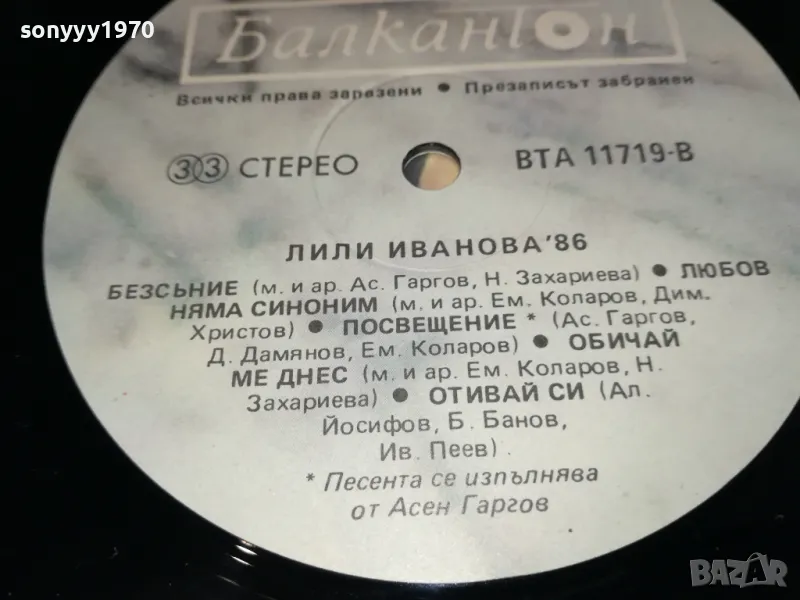 sonyyy1970
Балкантон
Всички права запазени • Презаписът забранен
33 СТЕРЕО
ВТА 11719-В
ЛИЛИ ИВАНОВА'86
БЕЗСЪНИЕ (м. и ар. Ас. Гаргов, Н. Захариева) • ЛЮБОВ
НЯМА СИНОНИМ (м. и ар. Ем. Коларов, Дим.
Христов) • ПОСВЕЩЕНИЕ * (Ас. Гаргов,
Д. Дамянов, Ем. Коларов) • ОБИЧАЙ
МЕ ДНЕС (м. и ар. Ем. Коларов, Н.
Захариева) • ОТИВАЙ СИ (Ал.
Йосифов, Б. Банов,
Ив. Пеев)
* Песента се изпълнява
от Асен Гаргов
BAZAR